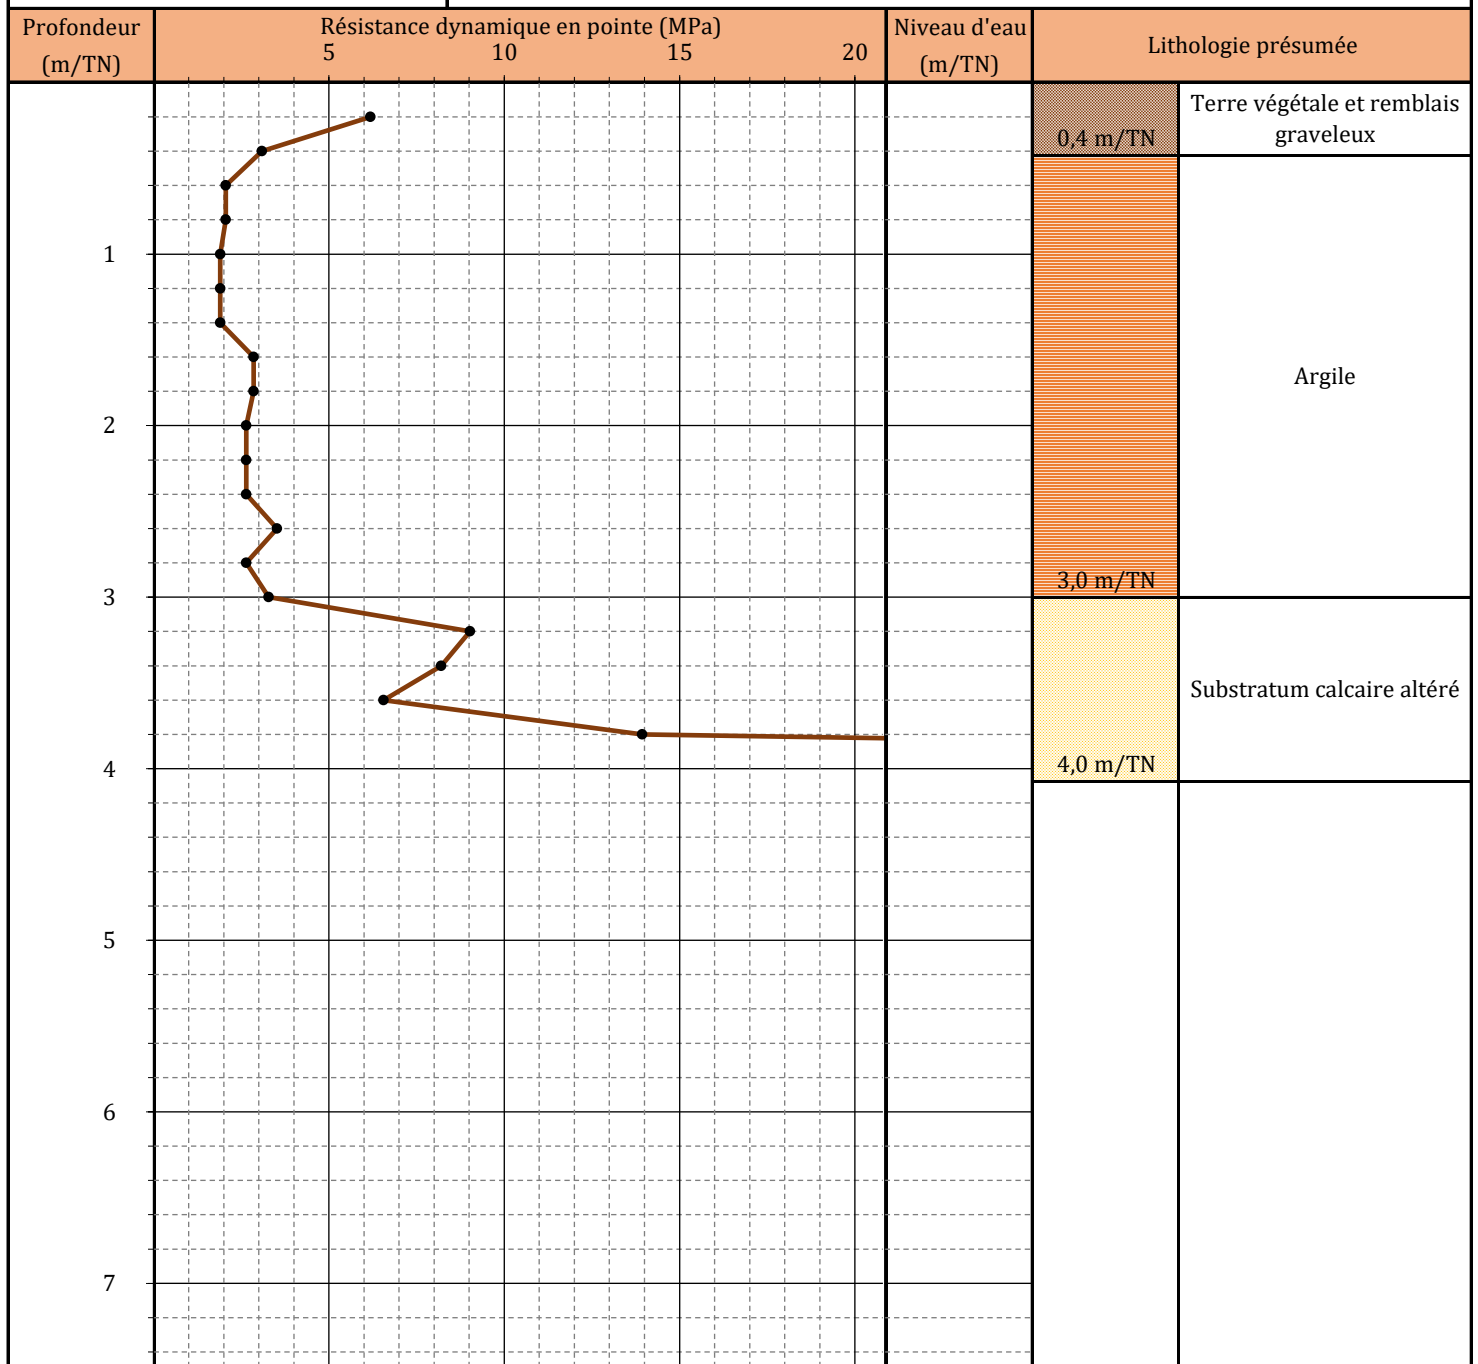 Profondeur
(m/TN)
Résistance dynamique en pointe (MPa)
5 10 15 20
Niveau d'eau
(m/TN)
Lithologie présumée
0,4 m/TN
Terre végétale et remblais
graveleux
1
Argile
2
3,0 m/TN
3
Substratum calcaire altéré
4,0 m/TN
4
5
6
7